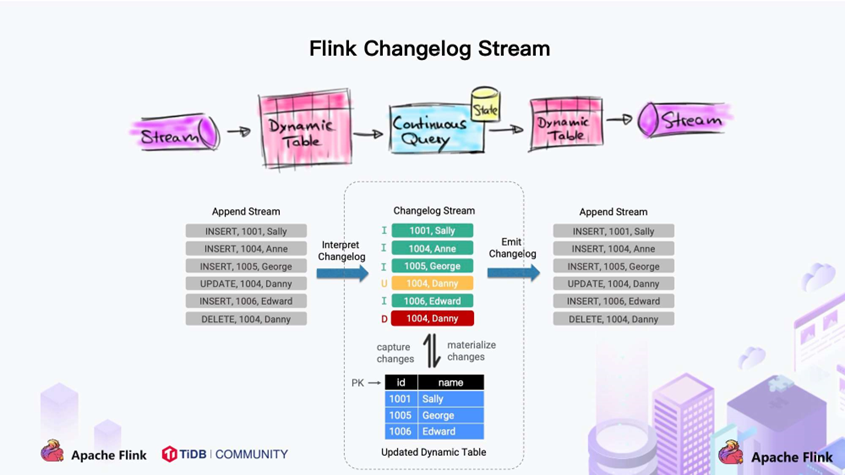 Flink Changelog Stream
Stream
Dynamic
Table
Continuous
Query
State
Dynamic
Table
Stream
Append Stream
INSERT, 1001, Sally
INSERT, 1004, Anne
INSERT, 1005, George
UPDATE, 1004, Danny
INSERT, 1006, Edward
DELETE, 1004, Danny
Interpret
Changelog
Changelog Stream
I 1001, Sally
I 1004, Anne
I 1005, George
U 1004, Danny
I 1006, Edward
D 1004, Danny
Emit
Changelog
Append Stream
INSERT, 1001, Sally
INSERT, 1004, Anne
INSERT, 1005, George
UPDATE, 1004, Danny
INSERT, 1006, Edward
DELETE, 1004, Danny
capture
changes
materialize
changes
PK
id name
1001 Sally
1005 George
1006 Edward
Updated Dynamic Table
Apache Flink
TiDB | COMMUNITY
Apache Flink